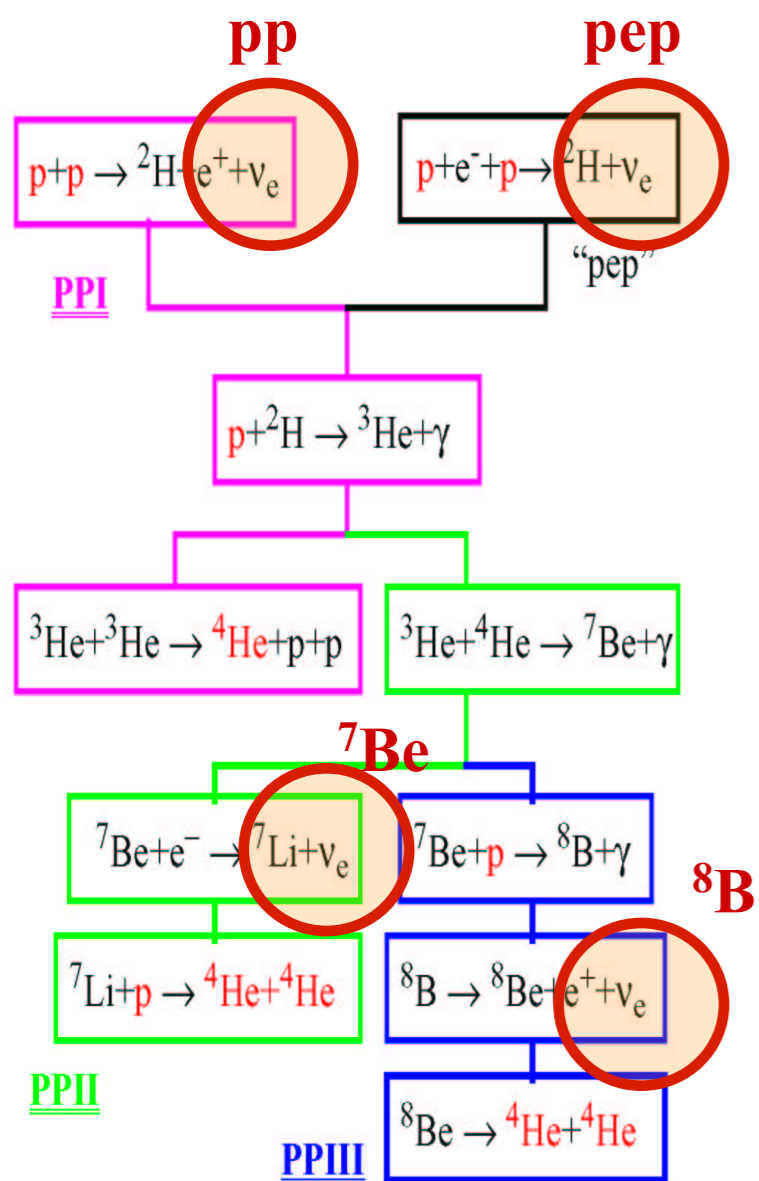 pp pep
p+p → ²H+e⁺+νₑ p+e⁻+p→ ²H+νₑ
“pep”
PPI
p+²H → ³He+γ
³He+³He → ⁴He+p+p ³He+⁴He → ⁷Be+γ
⁷Be
⁷Be+e⁻ → ⁷Li+νₑ ⁷Be+p → ⁸B+γ
⁸B
⁷Li+p → ⁴He+⁴He ⁸B → ⁸Be+e⁺+νₑ
PPII
⁸Be → ⁴He+⁴He
PPIII